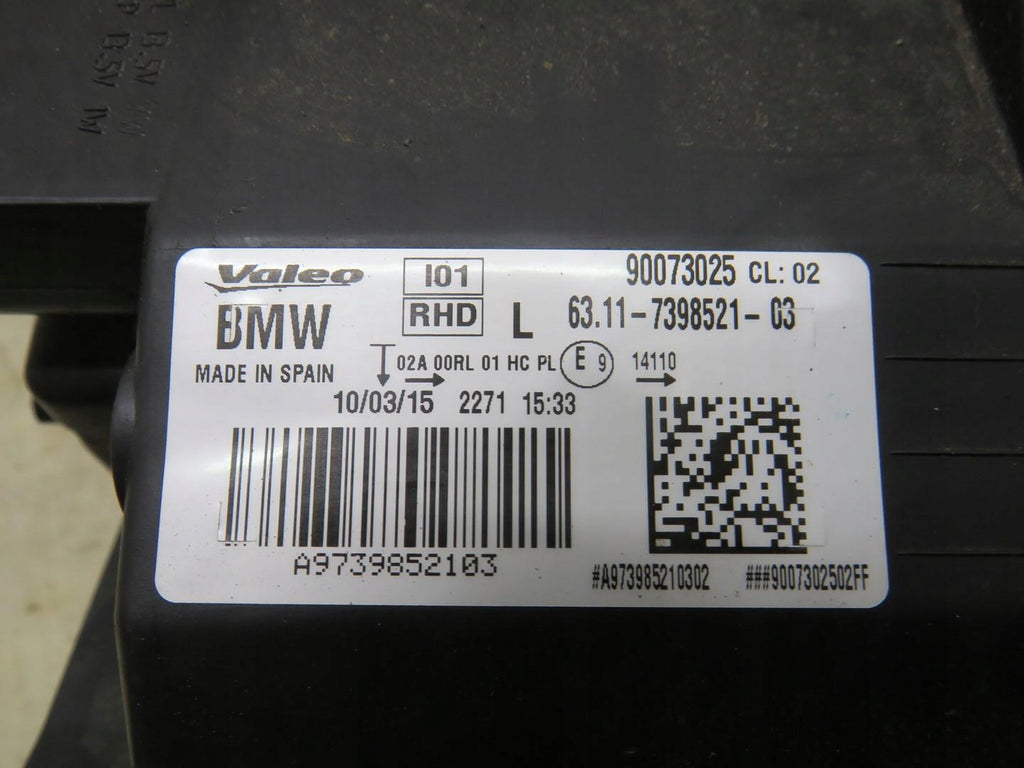 Valeo I01 90073025 CL: 02
BMW RHD L 63.11-7398521-03
MADE IN SPAIN 02A 00RL 01 HC PL E 9 14110
10/03/15 2271 15:33
A9739852103
#A973985210302 ###9007302502FF